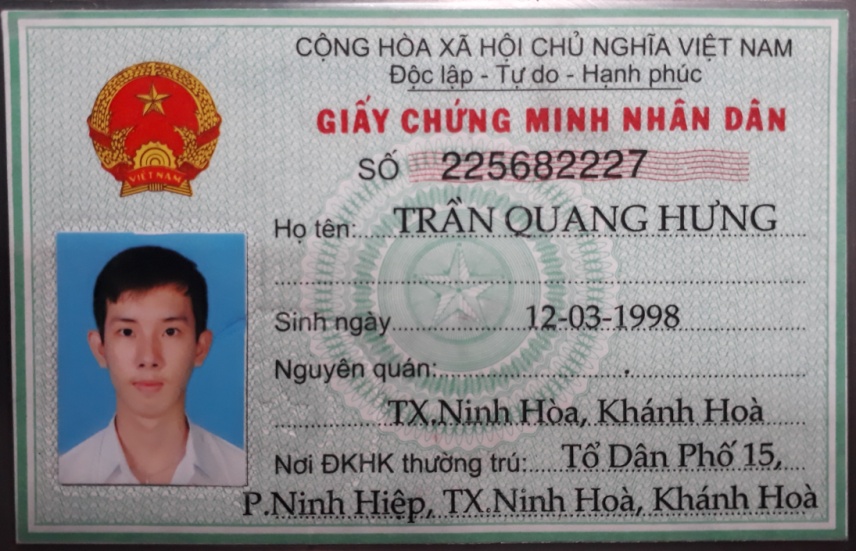 CỘNG HÒA XÃ HỘI CHỦ NGHĨA VIỆT NAM
Độc lập - Tự do - Hạnh phúc
GIẤY CHỨNG MINH NHÂN DÂN
SỐ 225682227
VIỆT NAM
Họ tên: TRẦN QUANG HƯNG
Sinh ngày 12-03-1998
Nguyên quán:
TX,Ninh Hòa, Khánh Hoà
Nơi ĐKHK thường trú: Tổ Dân Phố 15,
P.Ninh Hiệp, TX.Ninh Hoà, Khánh Hoà